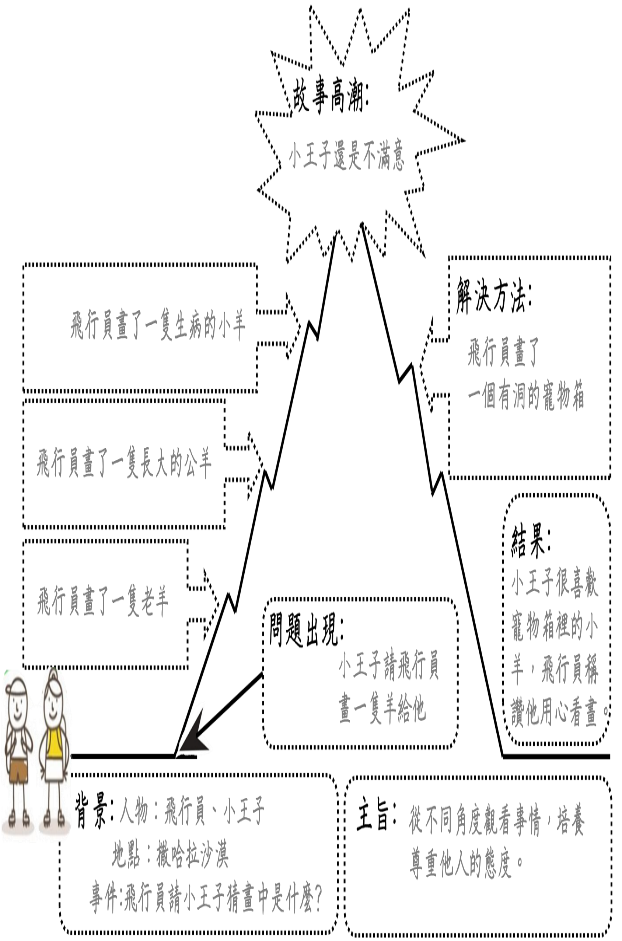 故事高潮:
小王子還是不滿意
飛行員畫了一隻生病的小羊
飛行員畫了一隻長大的公羊
飛行員畫了一隻老羊
問題出現:
小王子請飛行員
畫一隻羊給他
解決方法:
飛行員畫了
一個有洞的寵物箱
結果:
小王子很喜歡
寵物箱裡的小
羊，飛行員稱
讚他用心看畫。
背景:人物：飛行員、小王子
地點：撒哈拉沙漠
事件:飛行員請小王子猜畫中是什麼?
主旨: 從不同角度觀看事情，培養
尊重他人的態度。